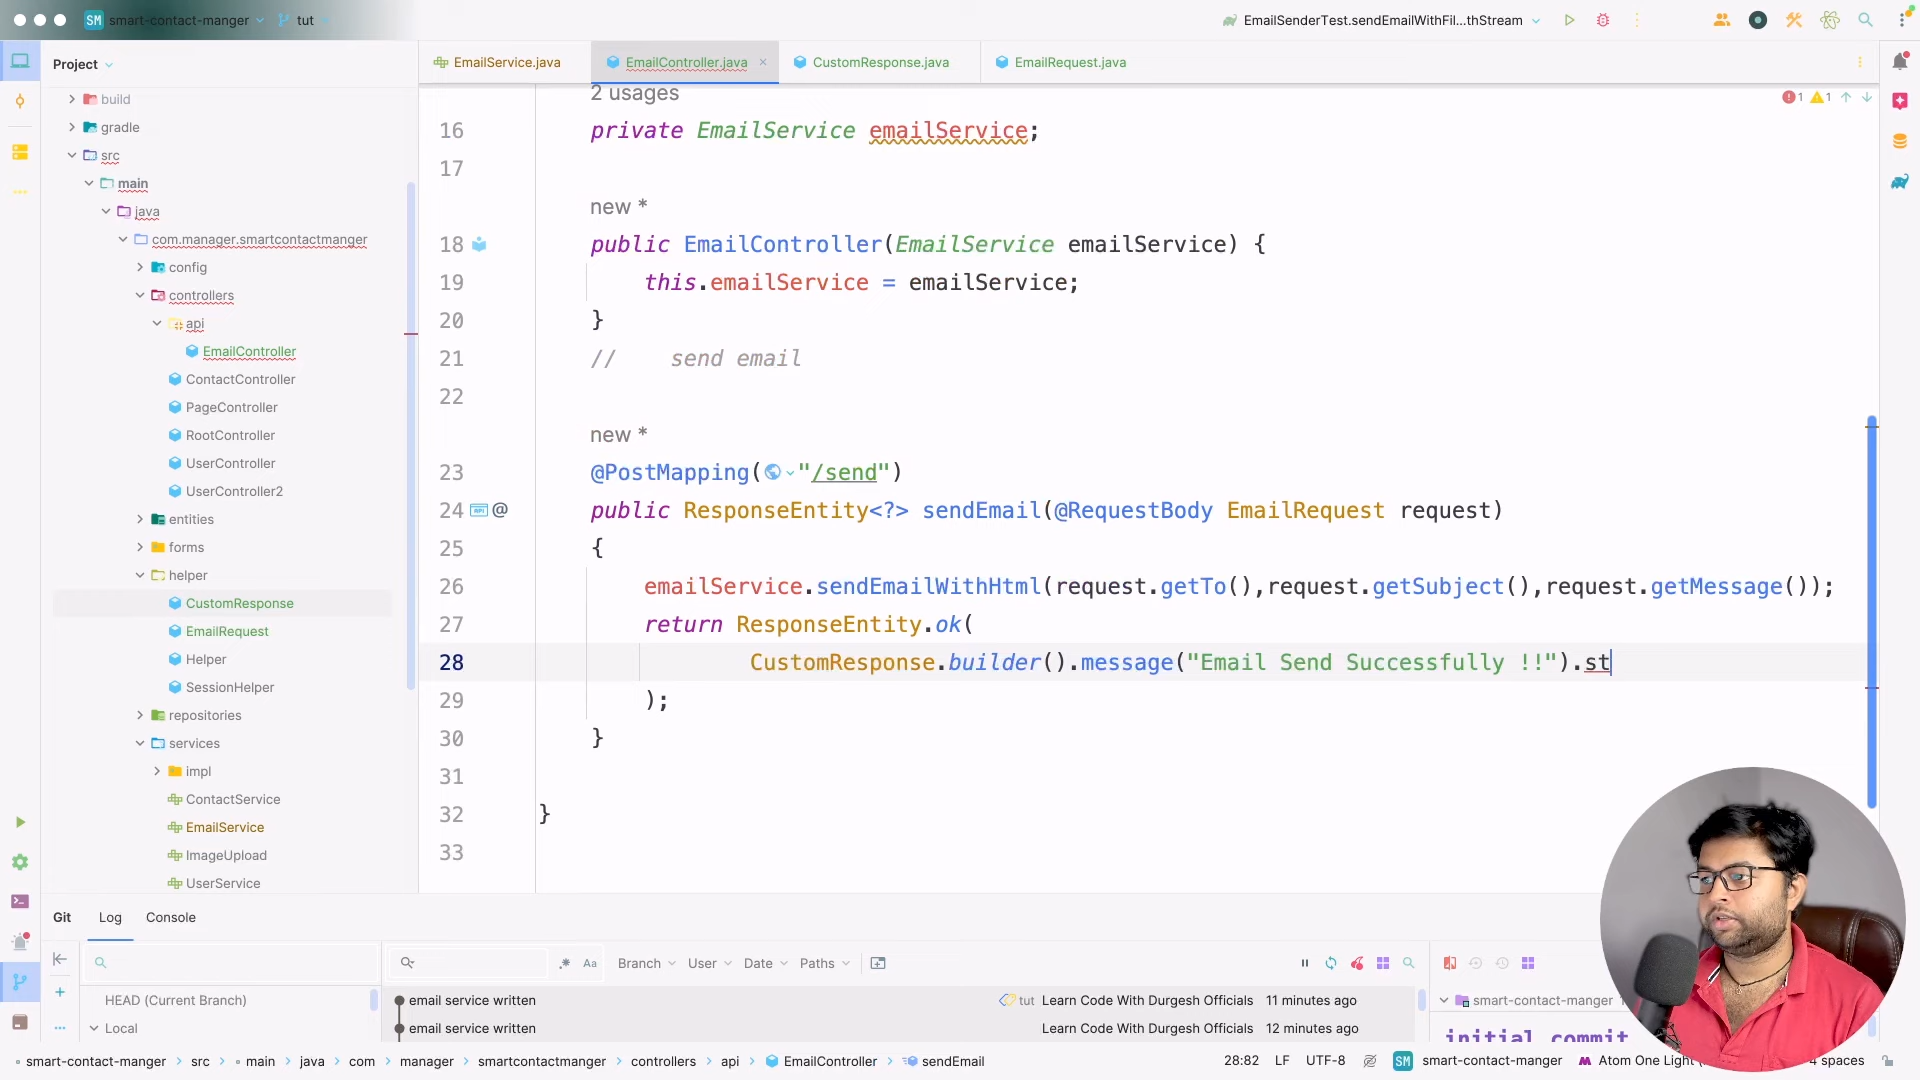 SM smart-contact-manger tut
EmailSenderTest.sendEmailWithFil...thStream
Project
EmailService.java
EmailController.java
CustomResponse.java
EmailRequest.java
build
gradle
src
main
java
com.manager.smartcontactmanger
config
controllers
api
EmailController
ContactController
PageController
RootController
UserController
UserController2
entities
forms
helper
CustomResponse
EmailRequest
Helper
SessionHelper
repositories
services
impl
ContactService
EmailService
ImageUpload
UserService
2 usages
1 1
16 private EmailService emailService;
17
new *
18 public EmailController(EmailService emailService) {
19 this.emailService = emailService;
20 }
21 // send email
22
new *
23 @PostMapping("/send")
24 public ResponseEntity<?> sendEmail(@RequestBody EmailRequest request)
25 {
26 emailService.sendEmailWithHtml(request.getTo(),request.getSubject(),request.getMessage());
27 return ResponseEntity.ok(
28 CustomResponse.builder().message("Email Send Successfully !!").st
29 );
30 }
31
32 }
33
Git Log Console
Branch User Date Paths
HEAD (Current Branch)
Local
email service written tut Learn Code With Durgesh Officials 11 minutes ago
email service written Learn Code With Durgesh Officials 12 minutes ago
smart-contact-manger
initial commit
smart-contact-manger src main java com manager smartcontactmanger controllers api EmailController sendEmail
28:82 LF UTF-8 SM smart-contact-manger Atom One Light 4 spaces